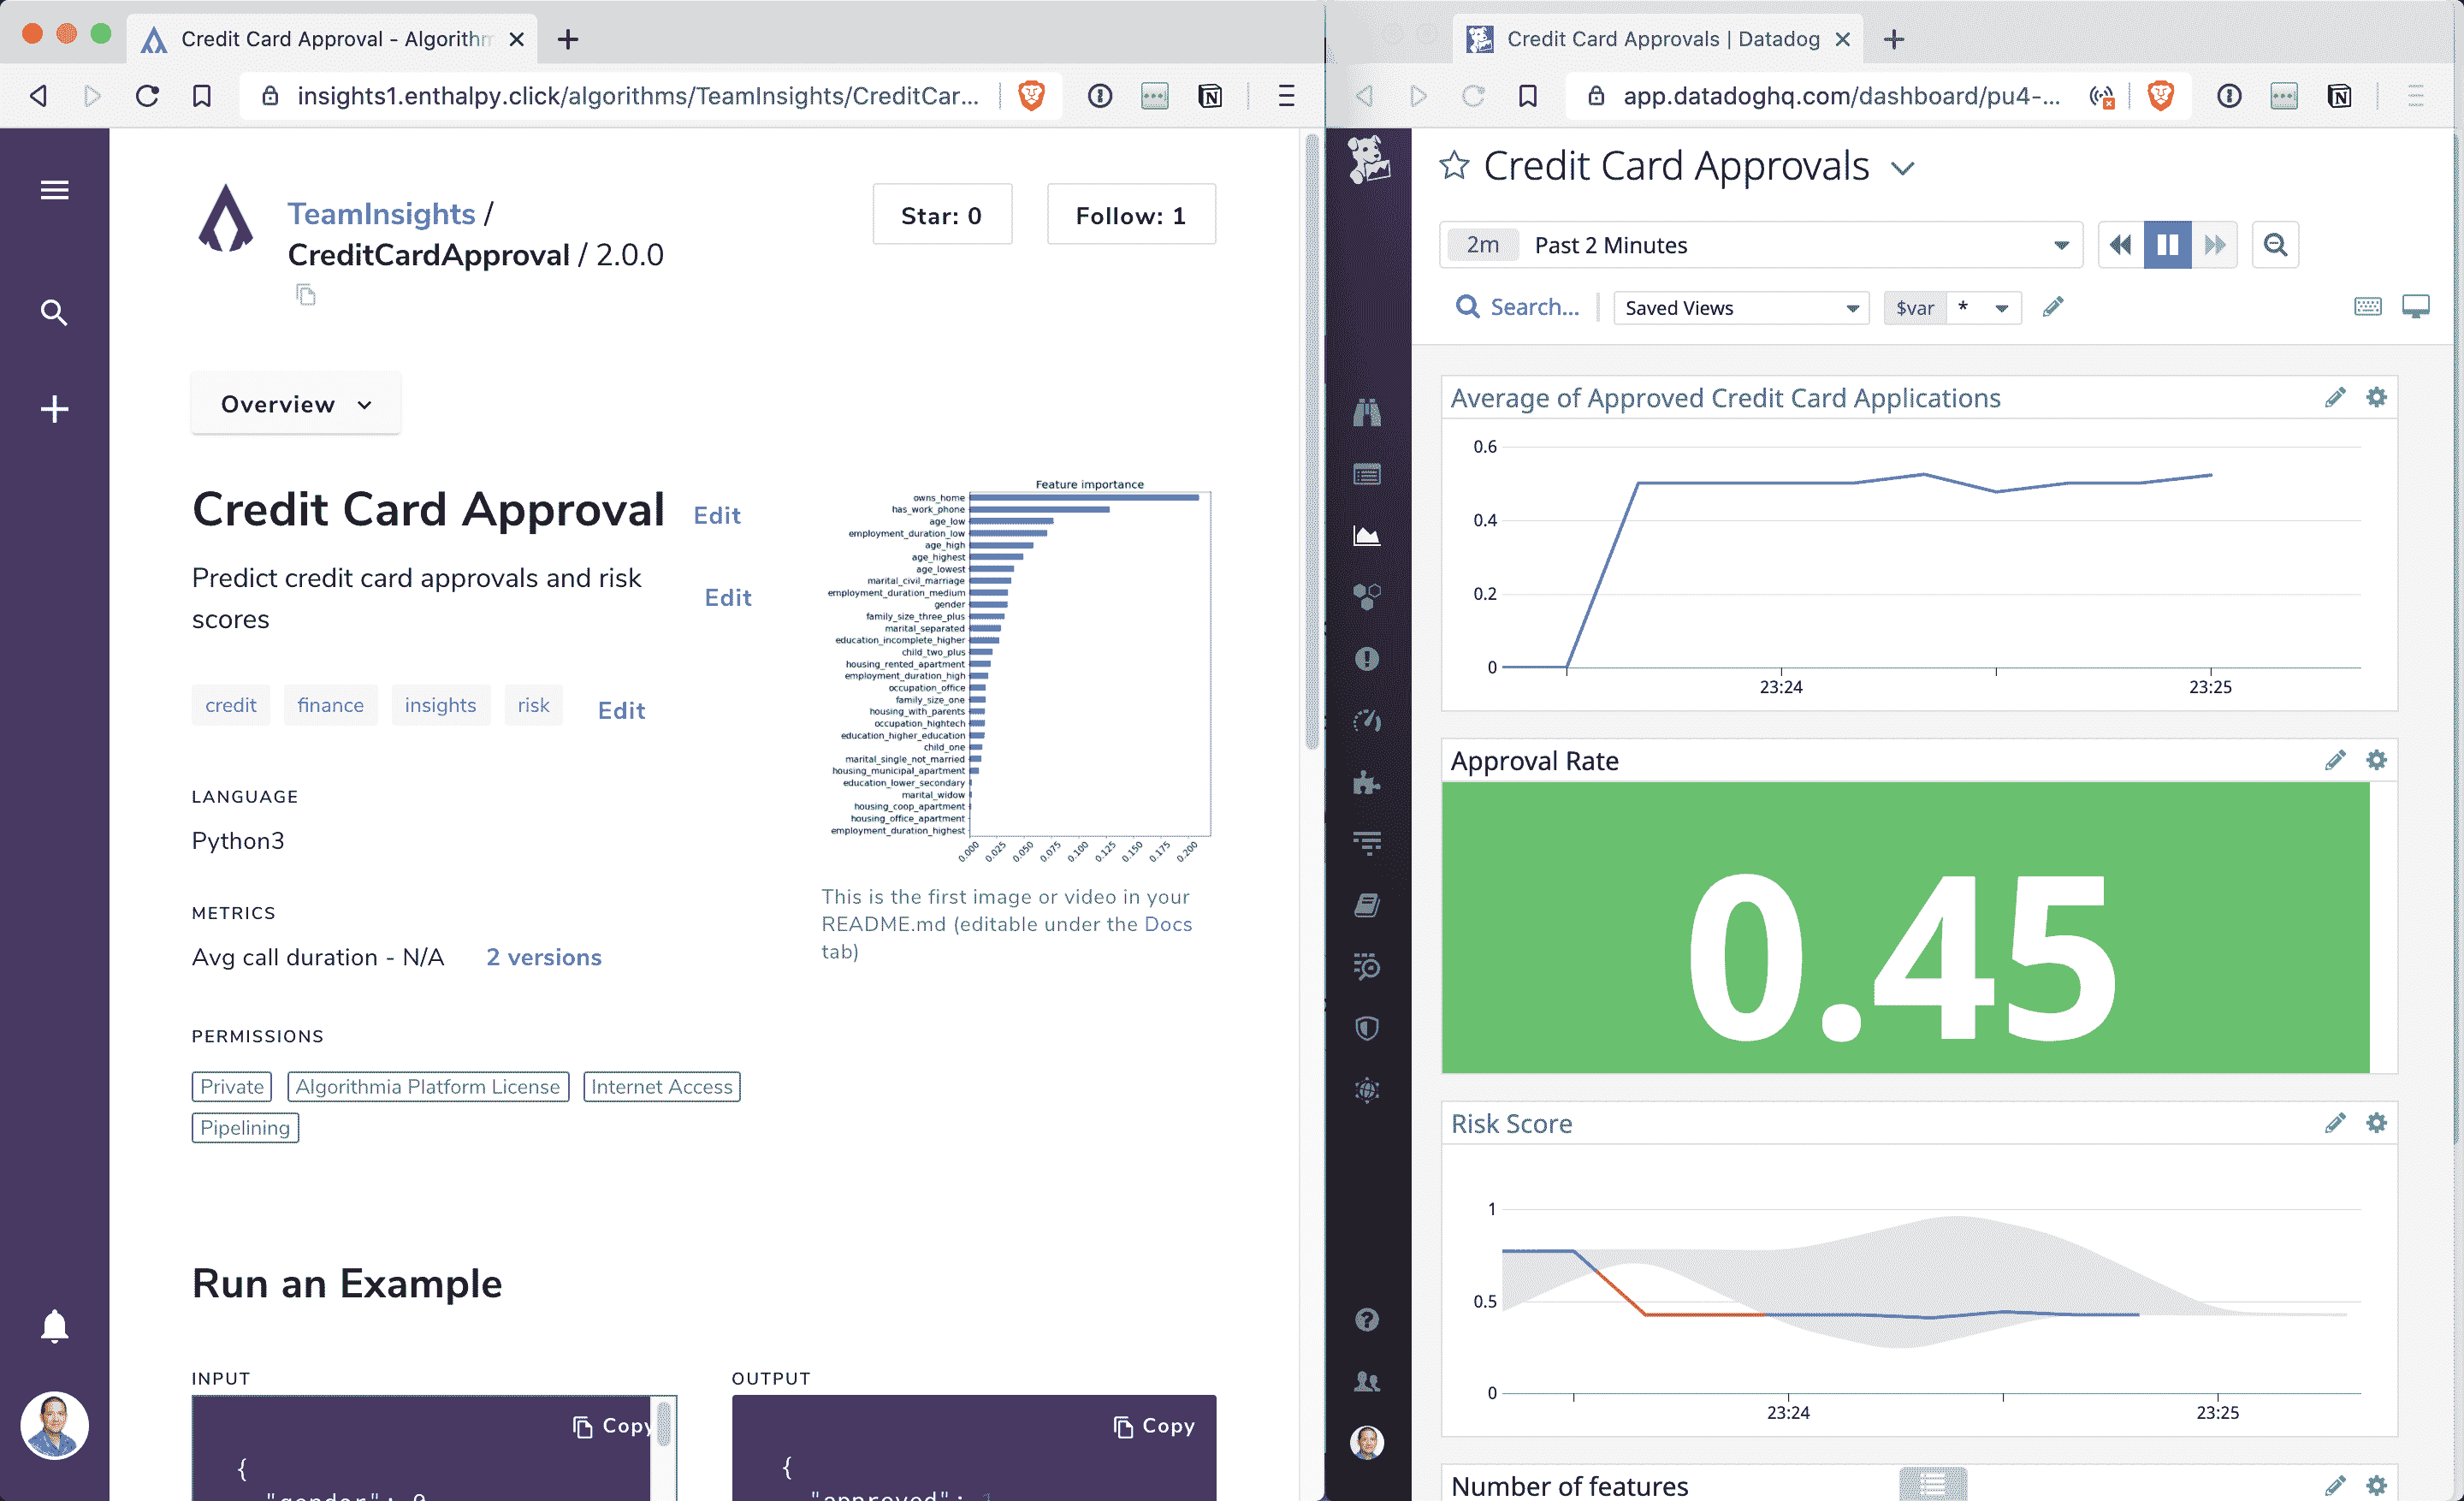 Credit Card Approval - Algorithm
insights1.enthalpy.click/algorithms/TeamInsights/CreditCar...
TeamInsights /
CreditCardApproval / 2.0.0
Star: 0
Follow: 1
Overview
Credit Card Approval
Edit
Predict credit card approvals and risk
scores
Edit
credit
finance
insights
risk
Edit
LANGUAGE
Python3
METRICS
Avg call duration - N/A
2 versions
PERMISSIONS
Private
Algorithmia Platform License
Internet Access
Pipelining
Feature importance
owns_home
has_work_phone
age_low
employment_duration_low
age_high
age_highest
age_lowest
marital_civil_marriage
employment_duration_medium
gender
family_size_three_plus
marital_separated
education_incomplete_higher
child_two_plus
housing_rented_apartment
employment_duration_high
occupation_office
family_size_one
housing_with_parents
occupation_hightech
education_higher_education
child_one
marital_single_not_married
housing_municipal_apartment
education_lower_secondary
marital_widow
housing_coop_apartment
housing_office_apartment
employment_duration_highest
0.000
0.025
0.050
0.075
0.100
0.125
0.150
0.175
0.200
This is the first image or video in your
README.md (editable under the Docs
tab)
Run an Example
INPUT
Copy
{
"gender": 0
OUTPUT
Copy
{
"approved": 1
Credit Card Approvals | Datadog
app.datadoghq.com/dashboard/pu4-...
Credit Card Approvals
2m Past 2 Minutes
Search...
Saved Views
$var *
Average of Approved Credit Card Applications
0.6
0.4
0.2
0
23:24
23:25
Approval Rate
0.45
Risk Score
1
0.5
0
23:24
23:25
Number of features